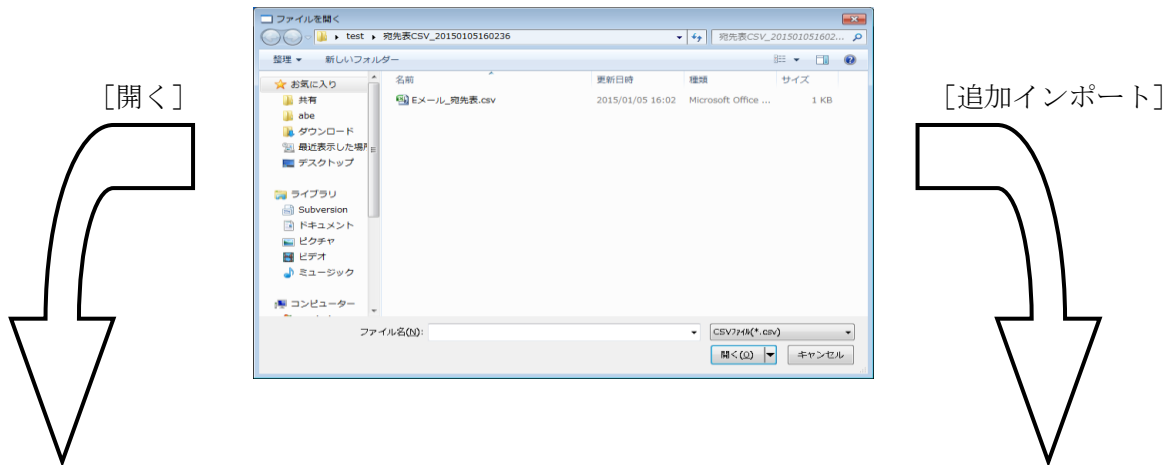 ファイルを開く
test 宛先表CSV_20150105160236
宛先表CSV_201501051602...
整理 新しいフォルダー
[開く]
[追加インポート]
お気に入り
共有
abe
ダウンロード
最近表示した場所
デスクトップ
ライブラリ
Subversion
ドキュメント
ピクチャ
ビデオ
ミュージック
コンピューター
名前 更新日時 種類 サイズ
Eメール_宛先表.csv 2015/01/05 16:02 Microsoft Office ... 1 KB
ファイル名(N):
CSVファイル(*.csv)
開く(O) キャンセル